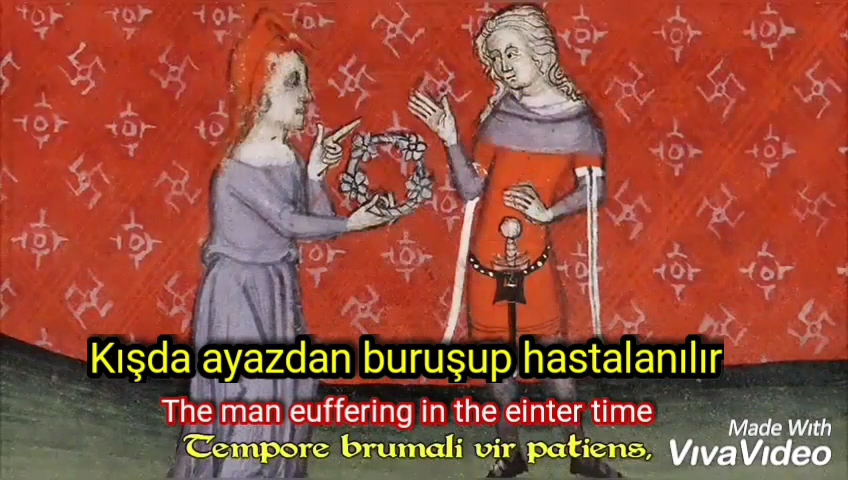 Kışda ayazdan buruşup hastalanılır
The man euffering in the einter time
Tempore brumali vir patiens,
Made With
VivaVideo